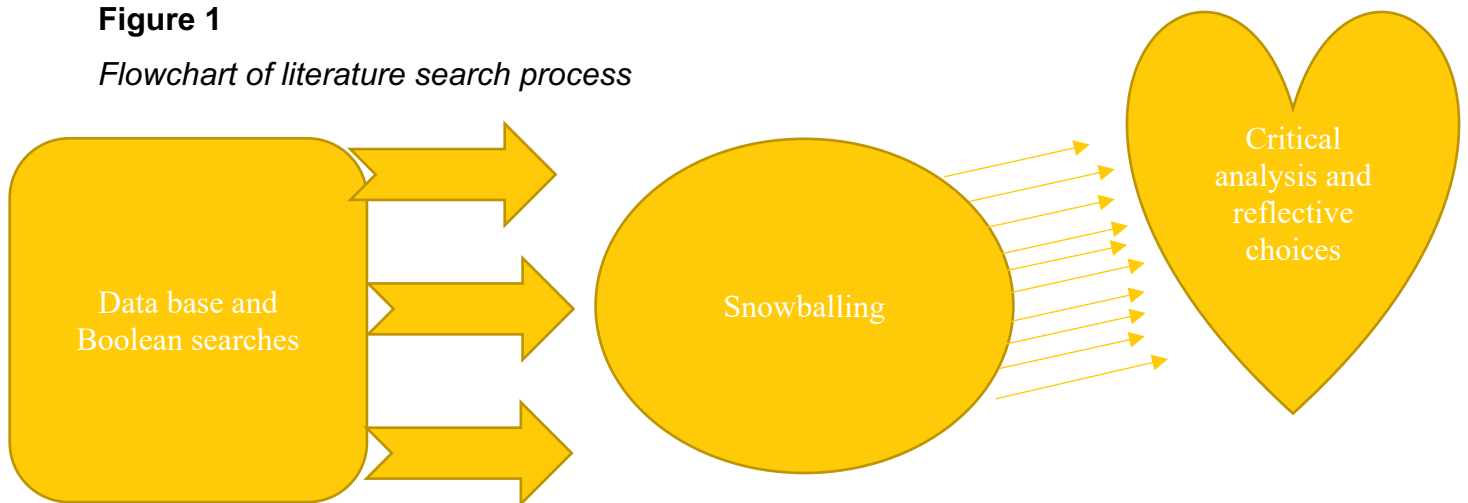 Figure 1
Flowchart of literature search process
Data base and
Boolean searches
Snowballing
Critical
analysis and
reflective
choices